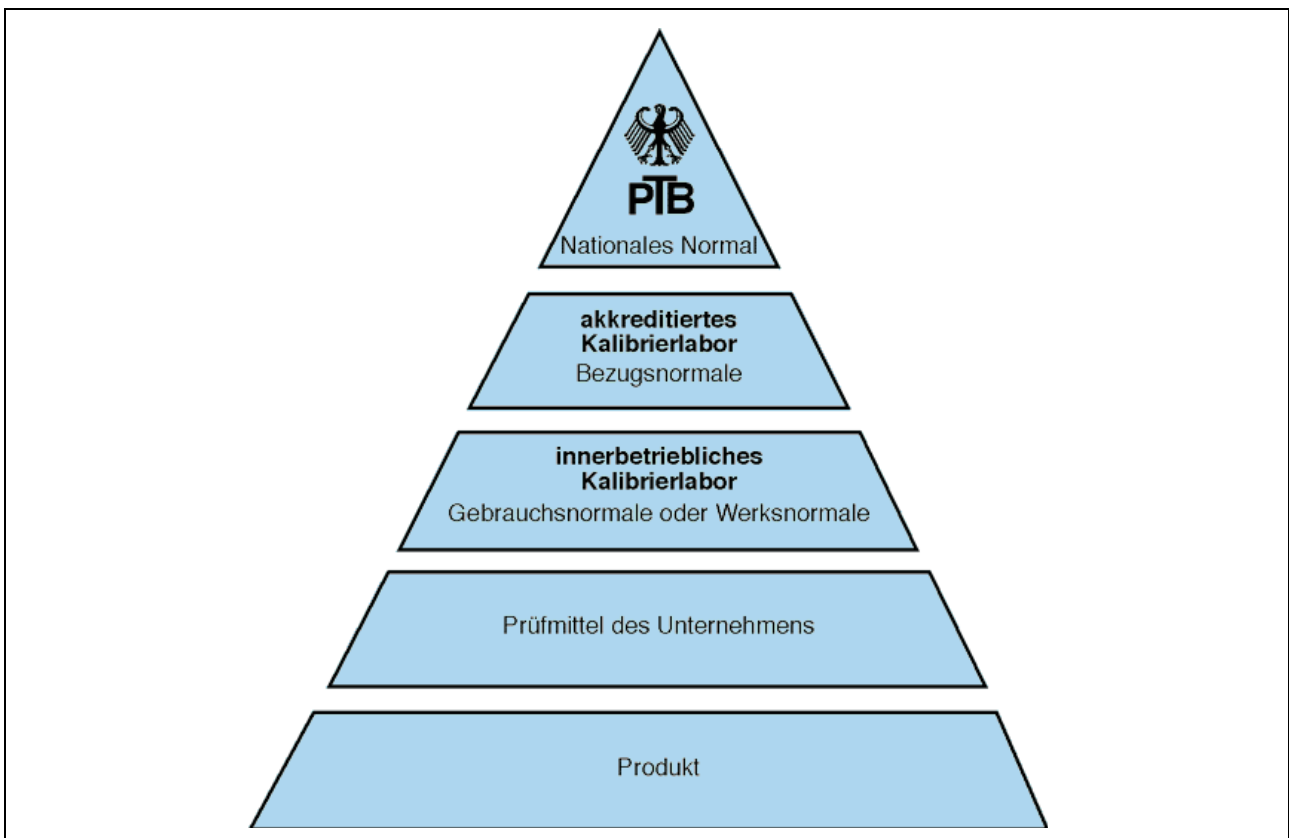 PTB
Nationales Normal
akkreditiertes
Kalibrierlabor
Bezugsnormale
innerbetriebliches
Kalibrierlabor
Gebrauchsnormale oder Werksnormale
Prüfmittel des Unternehmens
Produkt